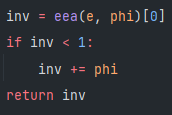 inv = eea(e, phi)[0]
if inv < 1:
    inv += phi
return inv